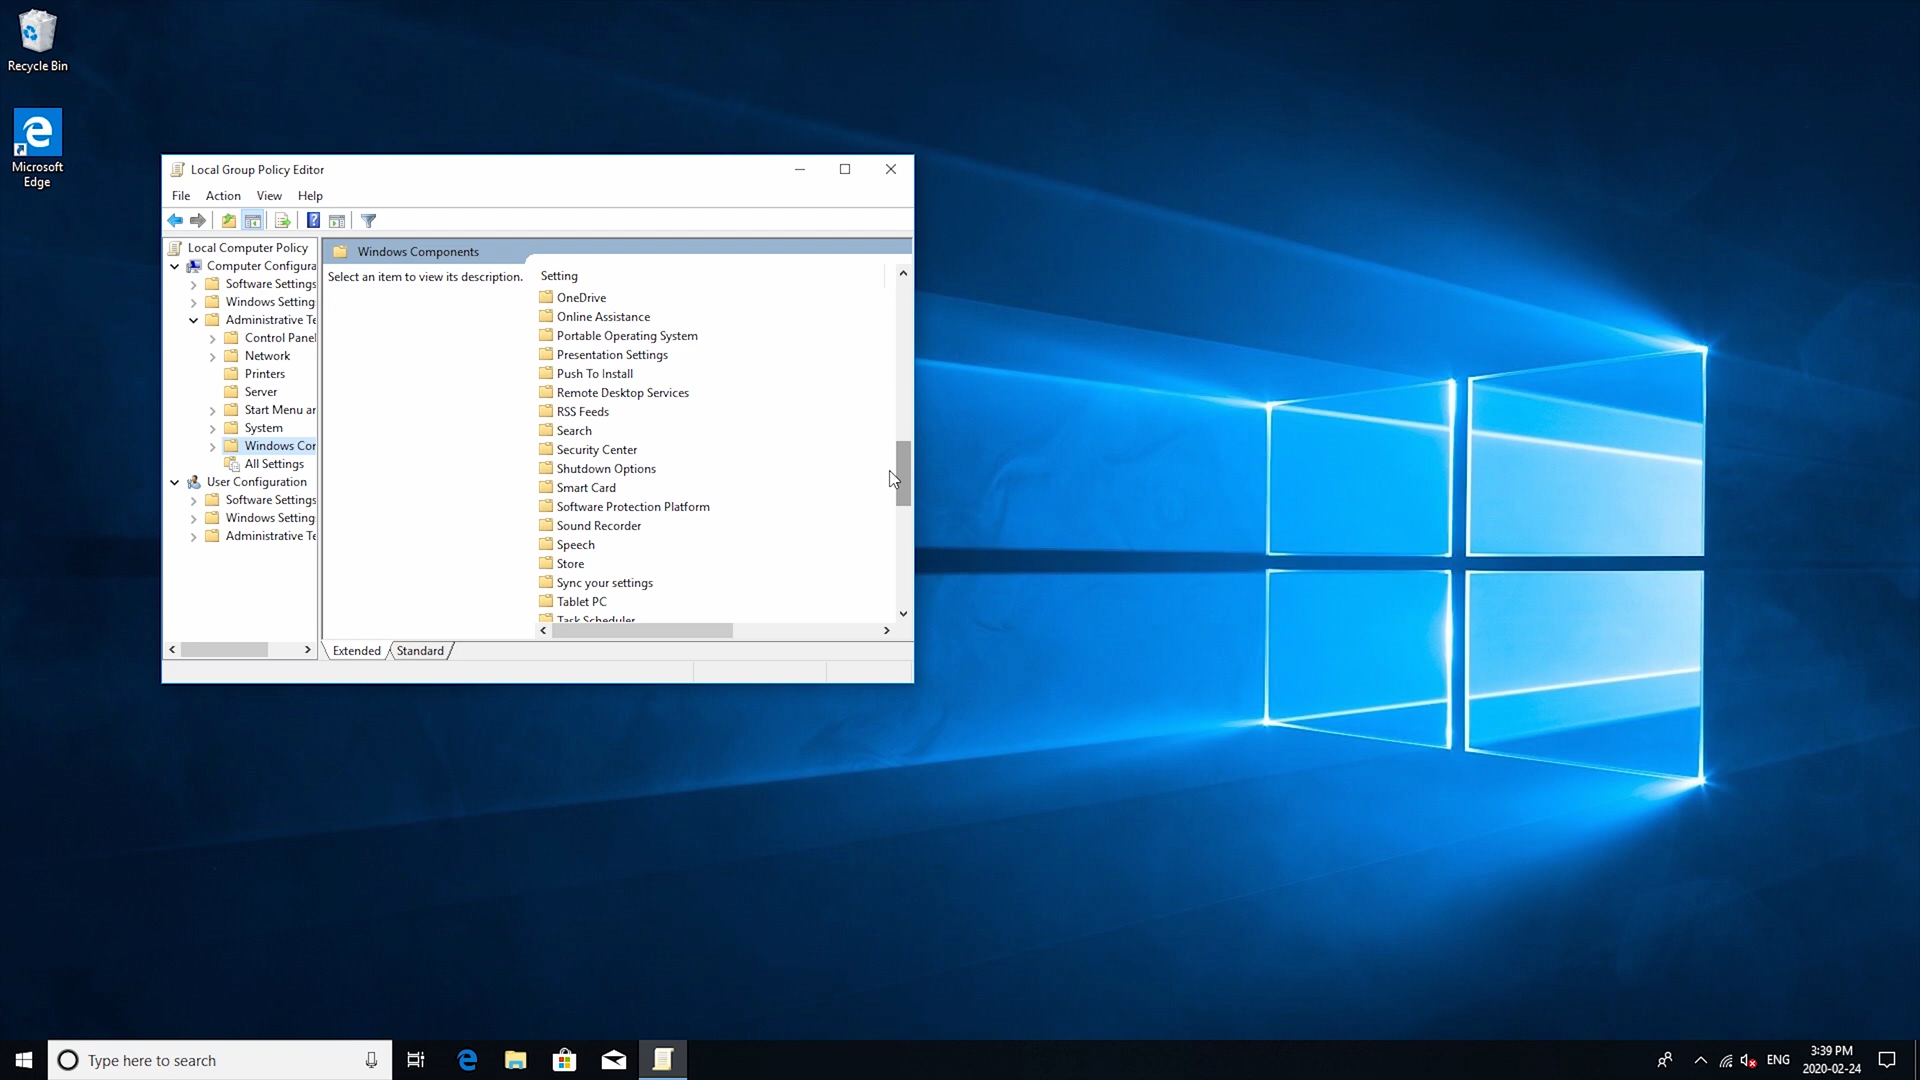 Recycle Bin
Microsoft
Edge
Local Group Policy Editor
File Action View Help
Local Computer Policy
Computer Configura
Software Settings
Windows Setting
Administrative Te
Control Panel
Network
Printers
Server
Start Menu ar
System
Windows Cor
All Settings
User Configuration
Software Settings
Windows Setting
Administrative Te
Windows Components
Select an item to view its description.
Setting
OneDrive
Online Assistance
Portable Operating System
Presentation Settings
Push To Install
Remote Desktop Services
RSS Feeds
Search
Security Center
Shutdown Options
Smart Card
Software Protection Platform
Sound Recorder
Speech
Store
Sync your settings
Tablet PC
Task Scheduler
Extended Standard
Type here to search
ENG
3:39 PM
2020-02-24